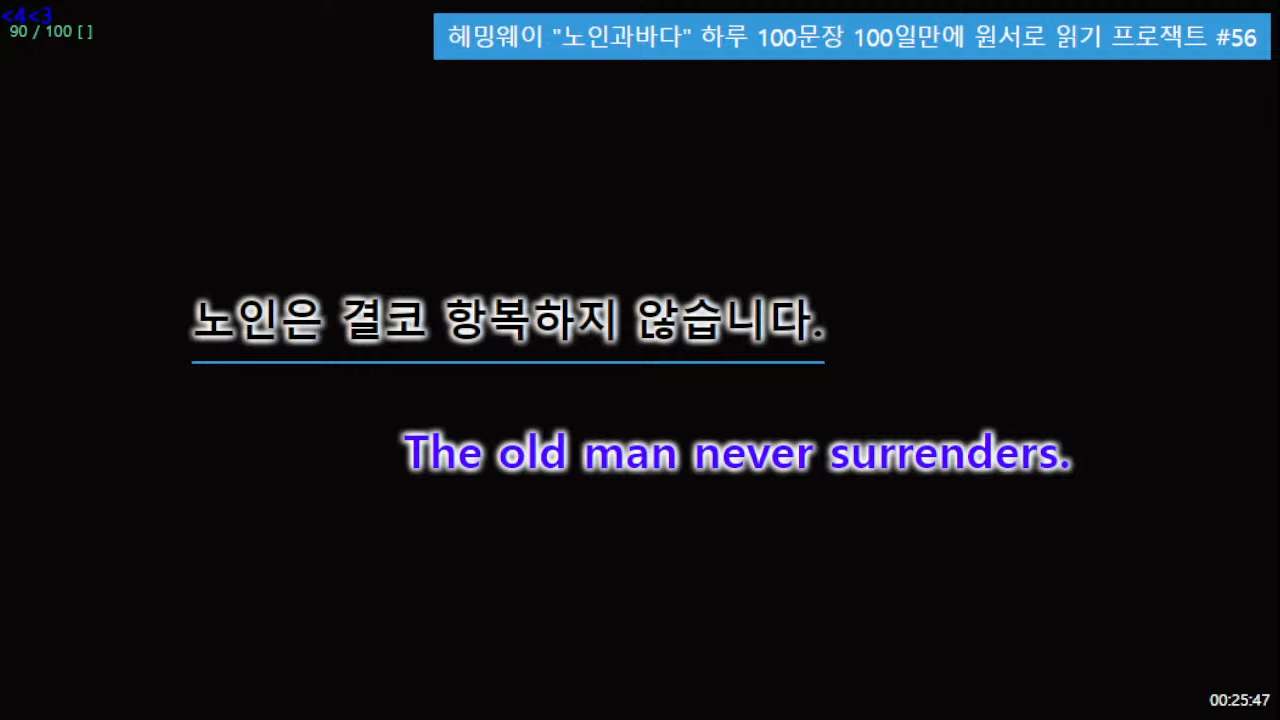 <4<3
90 / 100 [ ]
헤밍웨이 "노인과바다" 하루 100문장 100일만에 원서로 읽기 프로잭트 #56
노인은 결코 항복하지 않습니다.
The old man never surrenders.
00:25:47